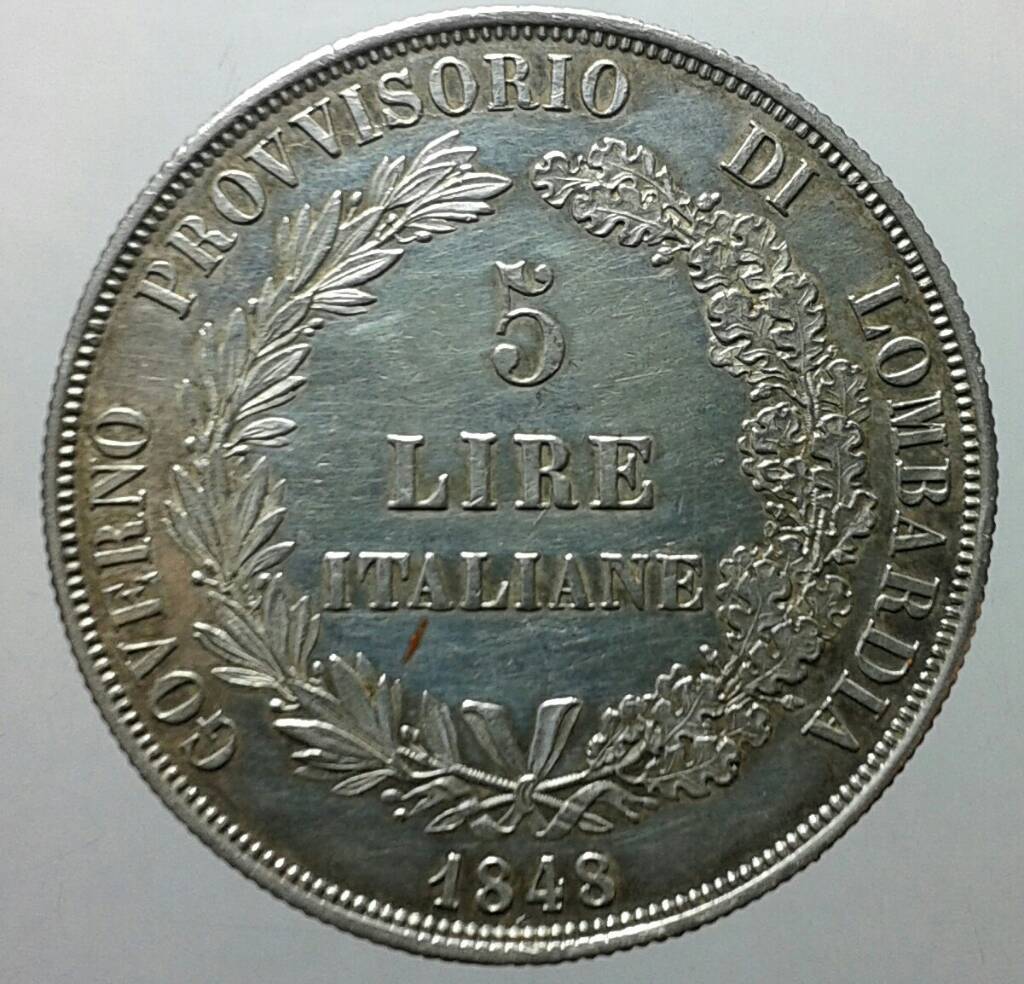 GOVERNO PROVVISORIO DI LOMBARDIA
5
LIRE
ITALIANE
1848